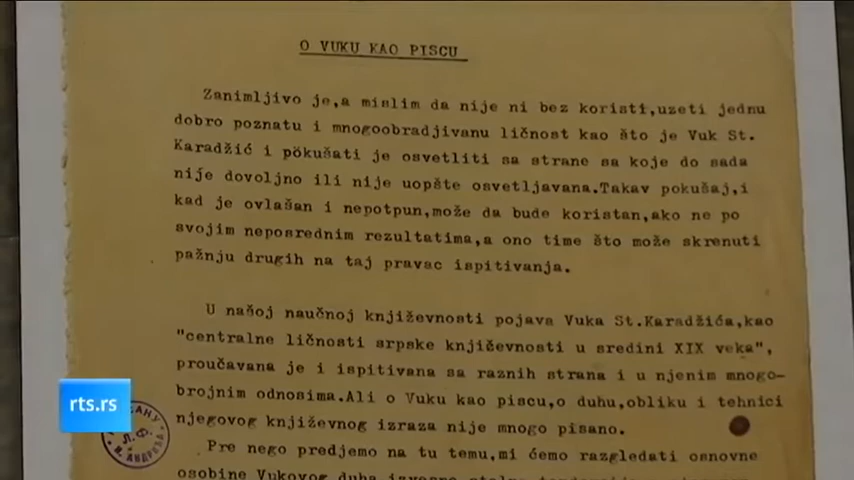 O VUKU KAO PISCU
Zanimljivo je,a mislim da nije ni bez koristi,uzeti jednu
dobro poznatu i mnogoobradjivanu ličnost kao što je Vuk St.
Karadžić i pokušati je osvetliti sa strane sa koje do sada
nije dovoljno ili nije uopšte osvetljavana.Takav pokušaj,i
kad je ovlašan i nepotpun,može da bude koristan,ako ne po
svojim neposrednim rezultatima,a ono time što može skrenuti
pažnju drugih na taj pravac ispitivanja.
U našoj naučnoj književnosti pojava Vuka St.Karadžića,kao
"centralne ličnosti srpske književnosti u sredini XIX veka",
proučavana je i ispitivana sa raznih strana i u njenim mnogo-
brojnim odnosima.Ali o Vuku kao piscu,o duhu,obliku i tehnici
njegovog književnog izraza nije mnogo pisano.
Pre nego predjemo na tu temu,mi ćemo razgledati osnovne
osobine Vukovog duha
rts.rs
И. АНДРИЋА